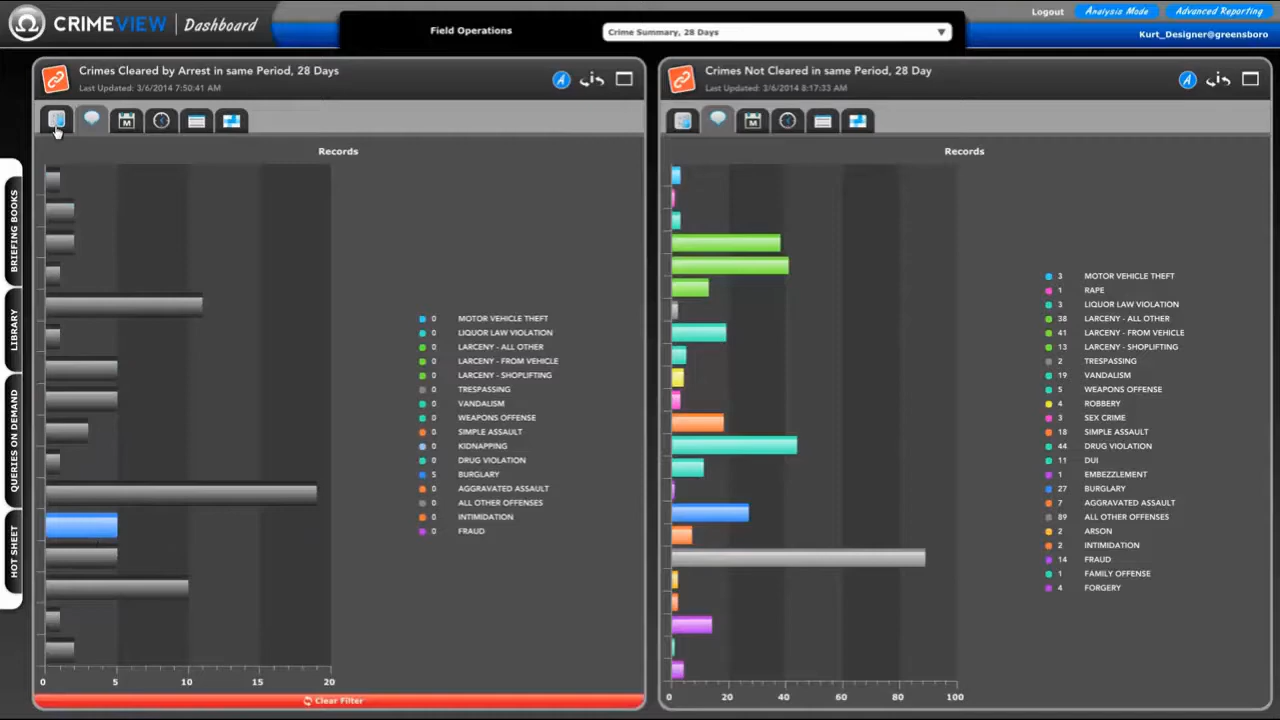 CRIMEVIEW | Dashboard
Field Operations
Crime Summary, 28 Days
Logout
Analysis Mode
Advanced Reporting
Kurt_Designer@greensboro
BRIEFING BOOKS
LIBRARY
QUERIES ON DEMAND
HOT SHEET
Crimes Cleared by Arrest in same Period, 28 Days
Last Updated: 3/6/2014 7:50:41 AM
A
M
Records
0 MOTOR VEHICLE THEFT
0 LIQUOR LAW VIOLATION
0 LARCENY - ALL OTHER
0 LARCENY - FROM VEHICLE
0 LARCENY - SHOPLIFTING
0 TRESPASSING
0 VANDALISM
0 WEAPONS OFFENSE
0 SIMPLE ASSAULT
0 KIDNAPPING
0 DRUG VIOLATION
5 BURGLARY
0 AGGRAVATED ASSAULT
0 ALL OTHER OFFENSES
0 INTIMIDATION
0 FRAUD
0 5 10 15 20
Clear Filter
Crimes Not Cleared in same Period, 28 Day
Last Updated: 3/6/2014 8:17:33 AM
A
M
Records
3 MOTOR VEHICLE THEFT
1 RAPE
3 LIQUOR LAW VIOLATION
38 LARCENY - ALL OTHER
41 LARCENY - FROM VEHICLE
13 LARCENY - SHOPLIFTING
2 TRESPASSING
19 VANDALISM
5 WEAPONS OFFENSE
4 ROBBERY
3 SEX CRIME
18 SIMPLE ASSAULT
44 DRUG VIOLATION
11 DUI
1 EMBEZZLEMENT
27 BURGLARY
7 AGGRAVATED ASSAULT
89 ALL OTHER OFFENSES
2 ARSON
2 INTIMIDATION
14 FRAUD
1 FAMILY OFFENSE
4 FORGERY
0 20 40 60 80 100